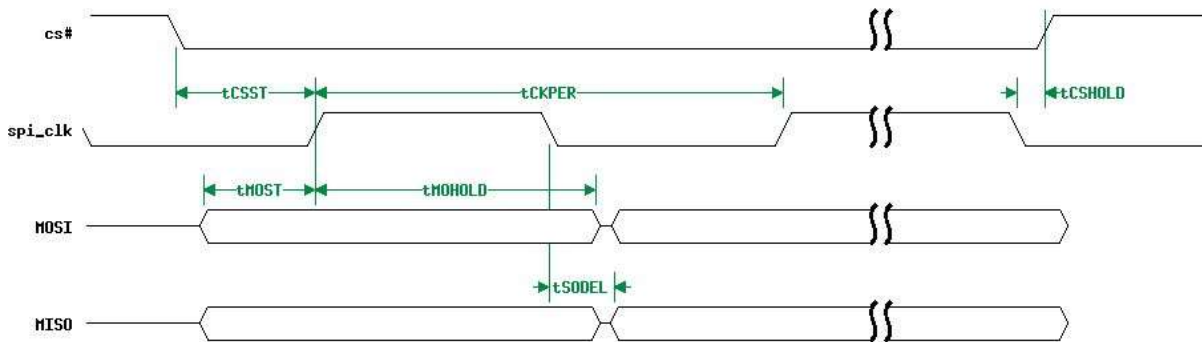 cs#
tCSST
tCKPER
tCSHOLD
spi_clk
tMOST
tMOHOLD
MOSI
tSODEL
MISO